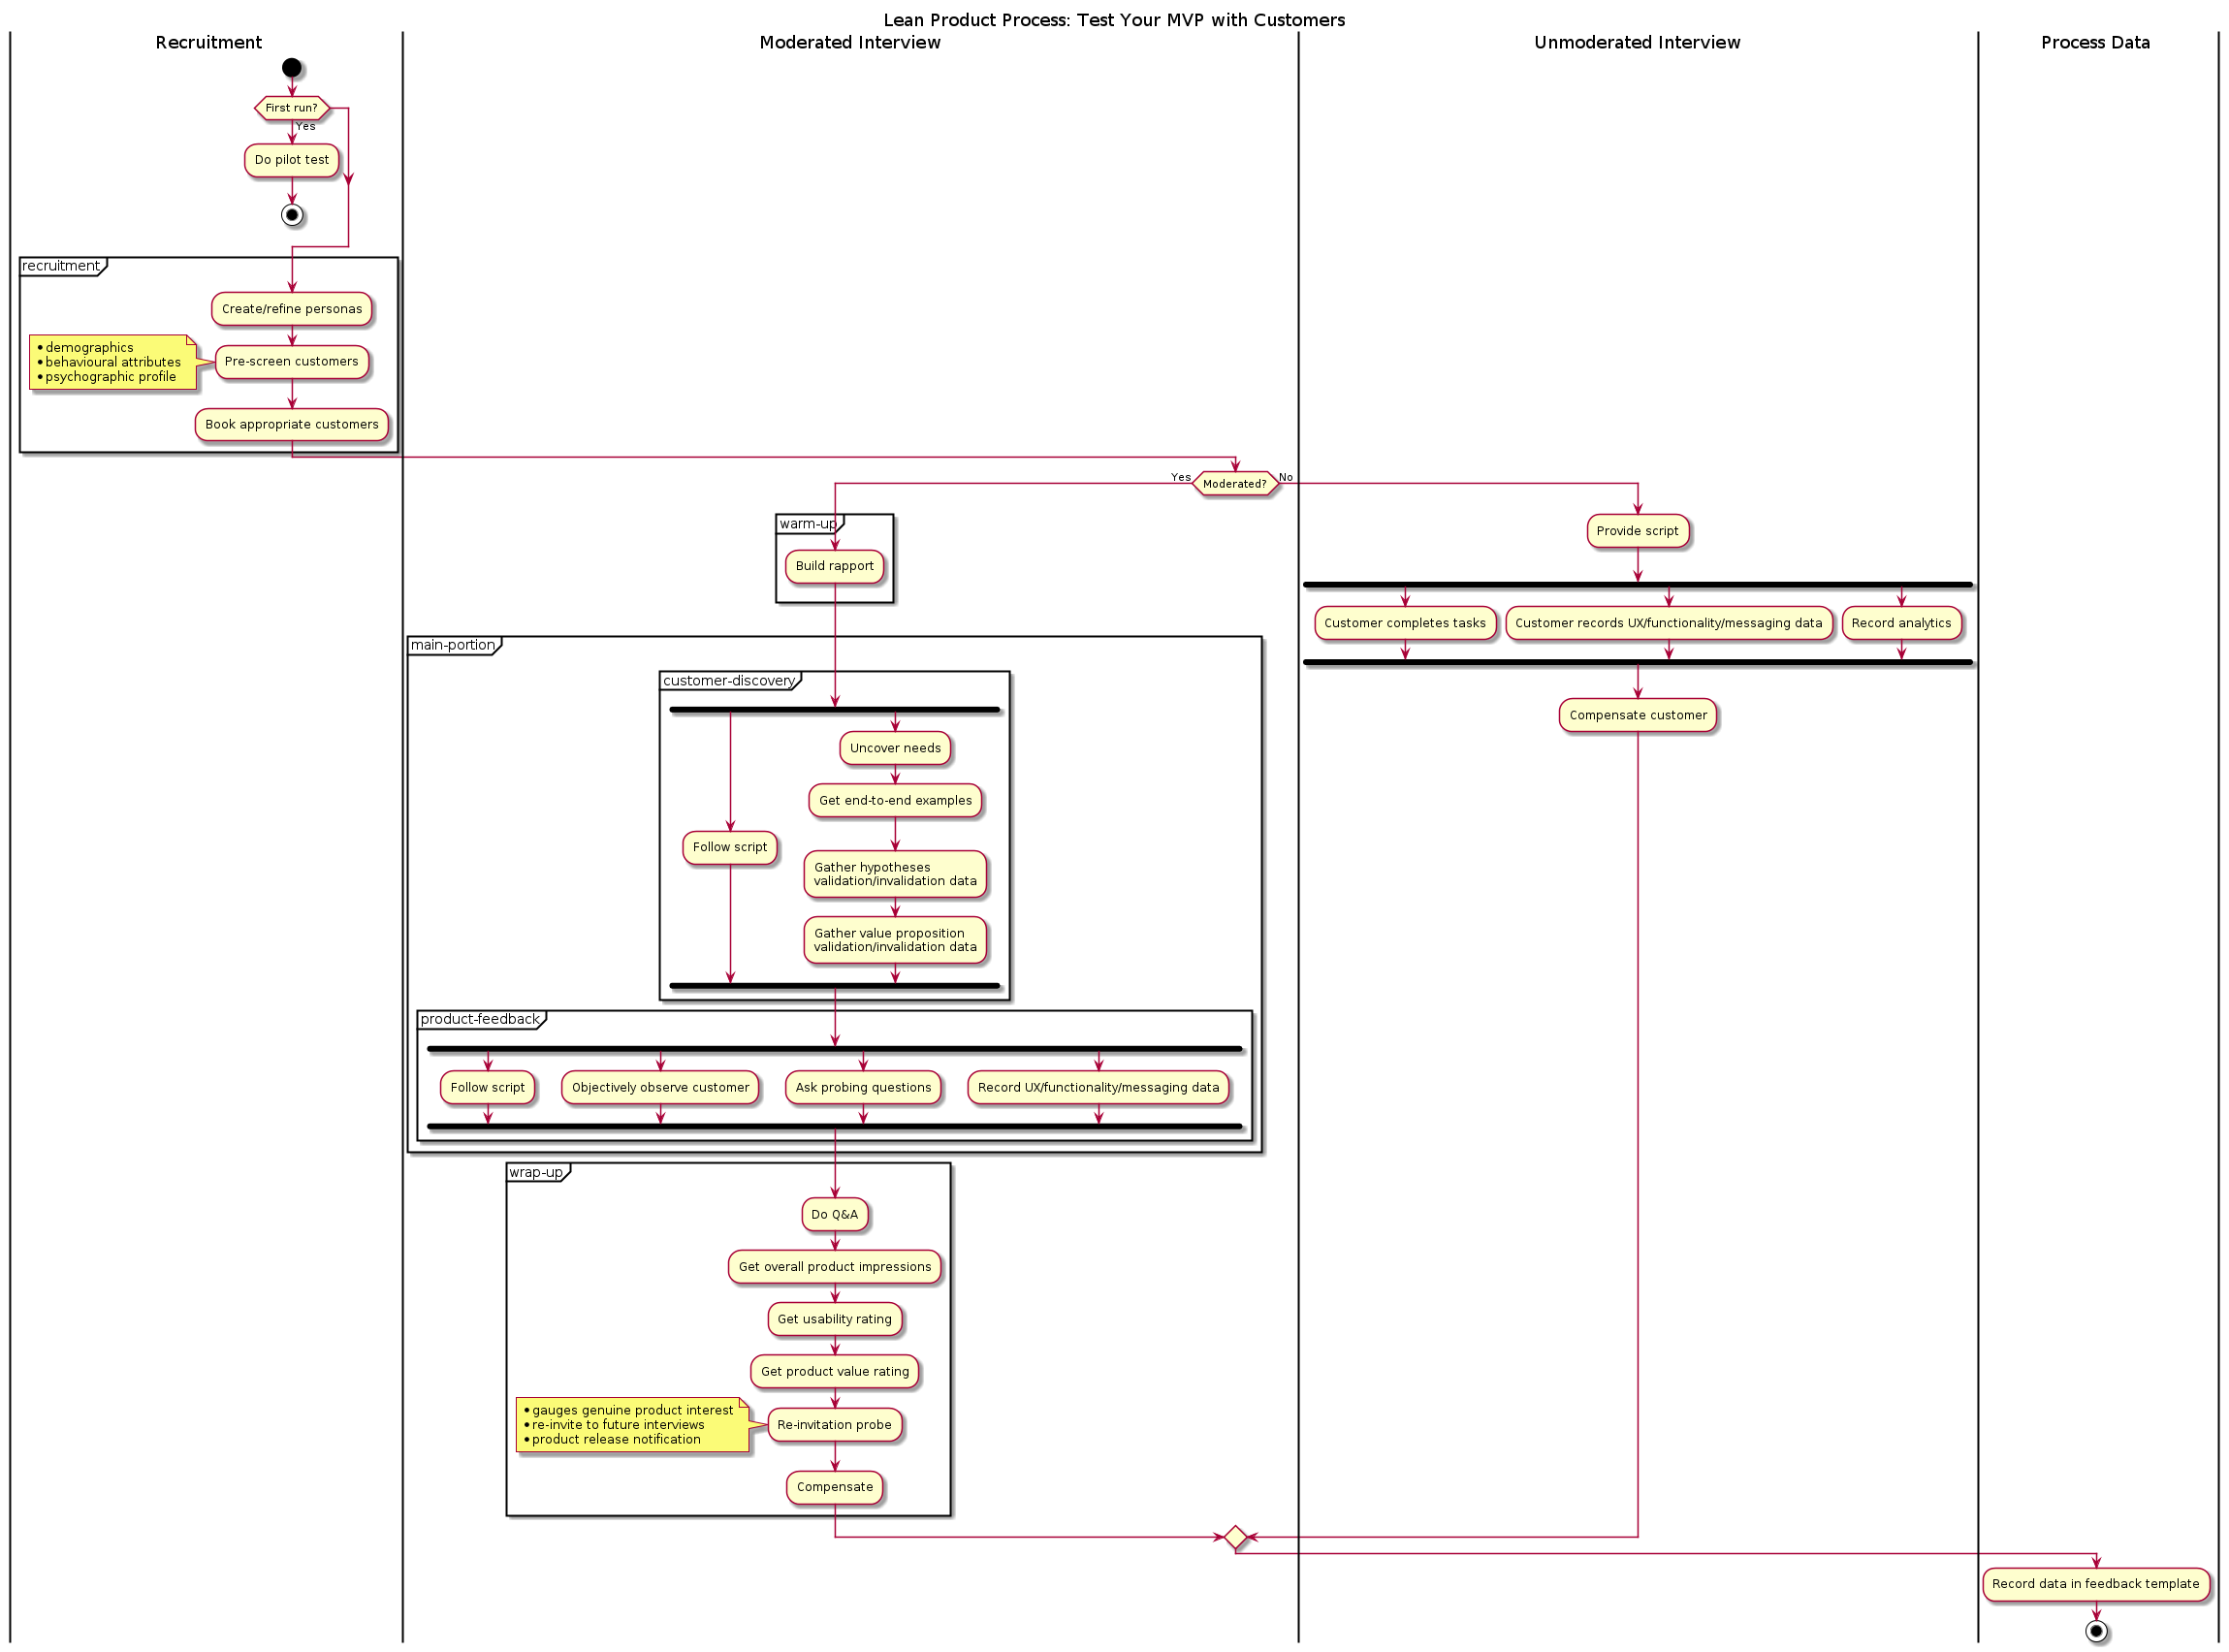 Lean Product Process: Test Your MVP with Customers
Recruitment
Moderated Interview
Unmoderated Interview
Process Data
First run?
Yes
Do pilot test
recruitment
Create/refine personas
•demographics
•behavioural attributes
•psychographic profile
Pre-screen customers
Book appropriate customers
Yes
Moderated?
No
warm-up
Build rapport
Provide script
Customer completes tasks
Customer records UX/functionality/messaging data
Record analytics
Compensate customer
main-portion
customer-discovery
Uncover needs
Get end-to-end examples
Follow script
Gather hypotheses
validation/invalidation data
Gather value proposition
validation/invalidation data
product-feedback
Follow script
Objectively observe customer
Ask probing questions
Record UX/functionality/messaging data
wrap-up
Do Q&A
Get overall product impressions
Get usability rating
Get product value rating
•gauges genuine product interest
•re-invite to future interviews
•product release notification
Re-invitation probe
Compensate
Record data in feedback template